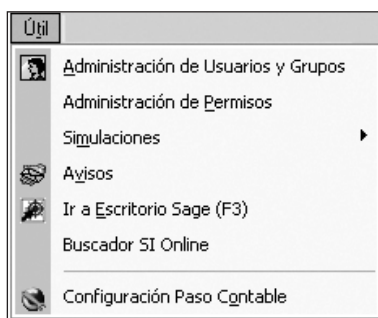 Útil
Administración de Usuarios y Grupos
Administración de Permisos
Simulaciones
Avisos
Ir a Escritorio Sage (F3)
Buscador SI Online
Configuración Paso Contable